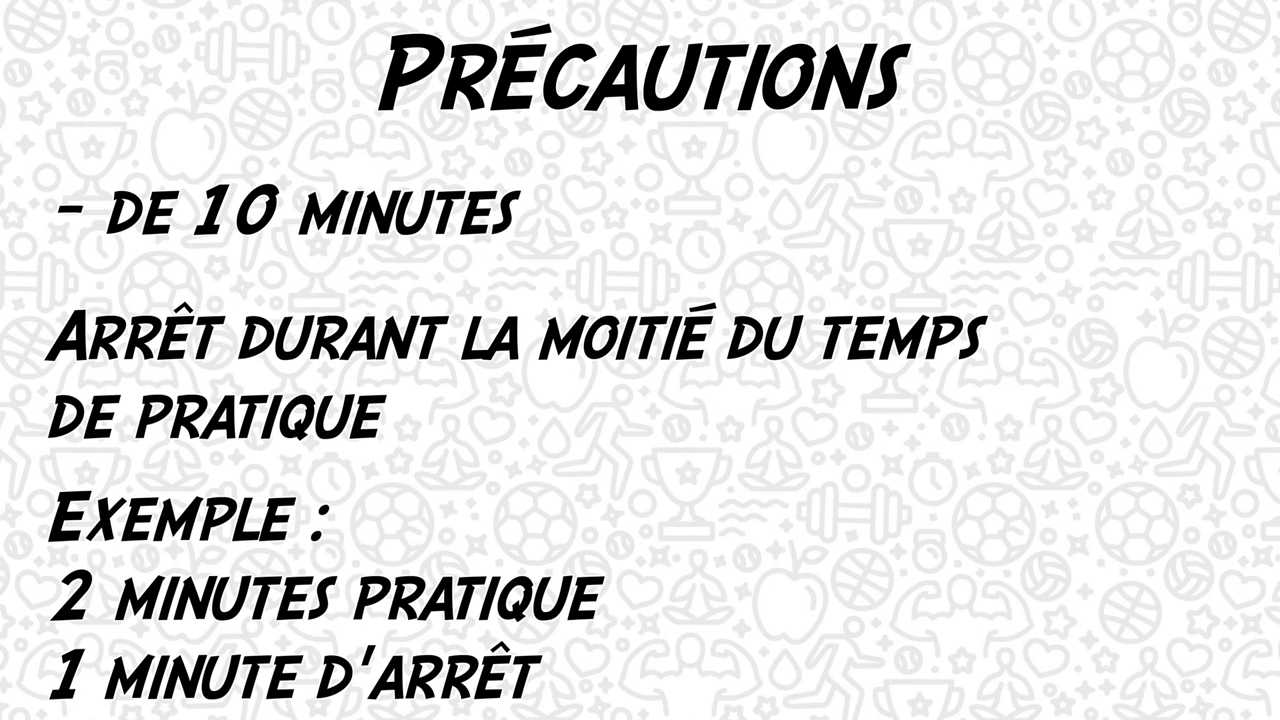 Précautions
- de 10 minutes
Arrêt durant la moitié du temps
de pratique
Exemple :
2 minutes pratique
1 minute d'arrêt